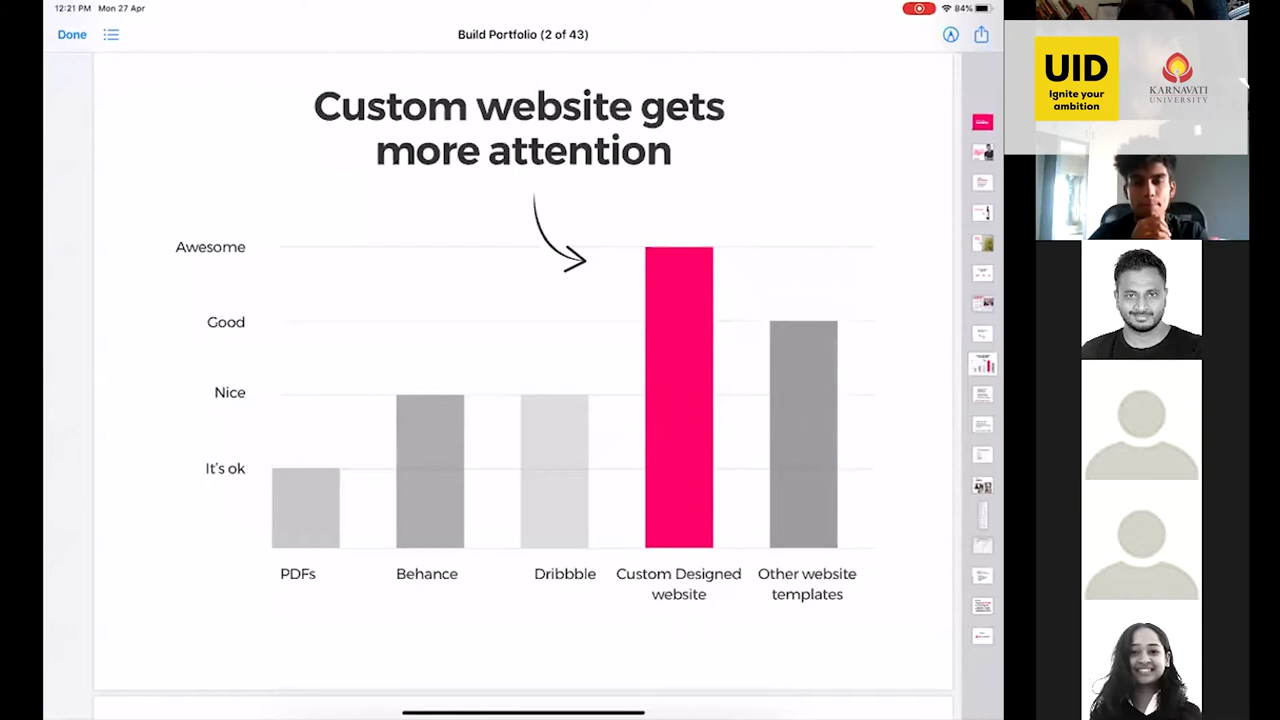 12:21 PM Mon 27 Apr
84%
Done
Build Portfolio (2 of 43)
Custom website gets
more attention
Awesome
Good
Nice
It's ok
PDFs
Behance
Dribbble
Custom Designed
website
Other website
templates
UID
Ignite your
ambition
KARNAVATI
UNIVERSITY